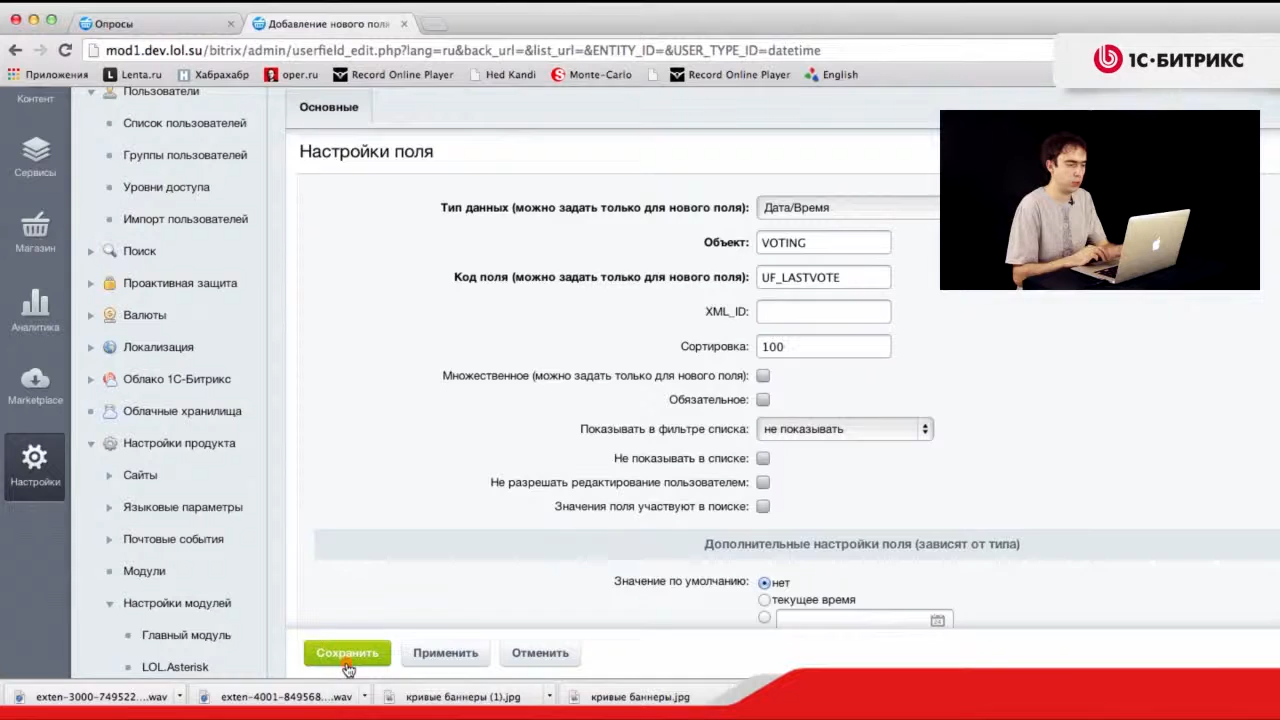 Опросы
Добавление нового поля
mod1.dev.lol.su/bitrix/admin/userfield_edit.php?lang=ru&back_url=&list_url=&ENTITY_ID=&USER_TYPE_ID=datetime
Приложения
Lenta.ru
Хабрахабр
oper.ru
Record Online Player
Hed Kandi
Monte-Carlo
Record Online Player
English
1С·БИТРИКС
Контент
Сервисы
Магазин
Аналитика
Marketplace
Настройки
Пользователи
Список пользователей
Группы пользователей
Уровни доступа
Импорт пользователей
Поиск
Проактивная защита
Валюты
Локализация
Облако 1С-Битрикс
Облачные хранилища
Настройки продукта
Сайты
Языковые параметры
Почтовые события
Модули
Настройки модулей
Главный модуль
LOL.Asterisk
Основные
Настройки поля
Тип данных (можно задать только для нового поля): Дата/Время
Объект: VOTING
Код поля (можно задать только для нового поля): UF_LASTVOTE
XML_ID:
Сортировка: 100
Множественное (можно задать только для нового поля):
Обязательное:
Показывать в фильтре списка: не показывать
Не показывать в списке:
Не разрешать редактирование пользователем:
Значения поля участвуют в поиске:
Дополнительные настройки поля (зависят от типа)
Значение по умолчанию: нет
текущее время
Сохранить
Применить
Отменить
exten-3000-749522....wav
exten-4001-849568....wav
кривые баннеры (1).jpg
кривые баннеры.jpg